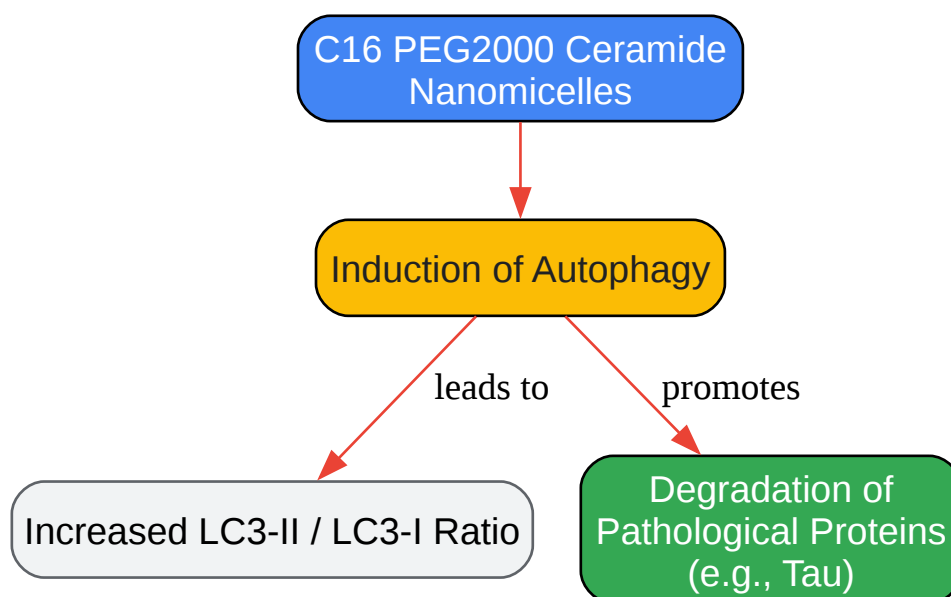 C16 PEG2000 Ceramide
Nanomicelles
Induction of Autophagy
leads to
promotes
Increased LC3-II / LC3-I Ratio
Degradation of
Pathological Proteins
(e.g., Tau)